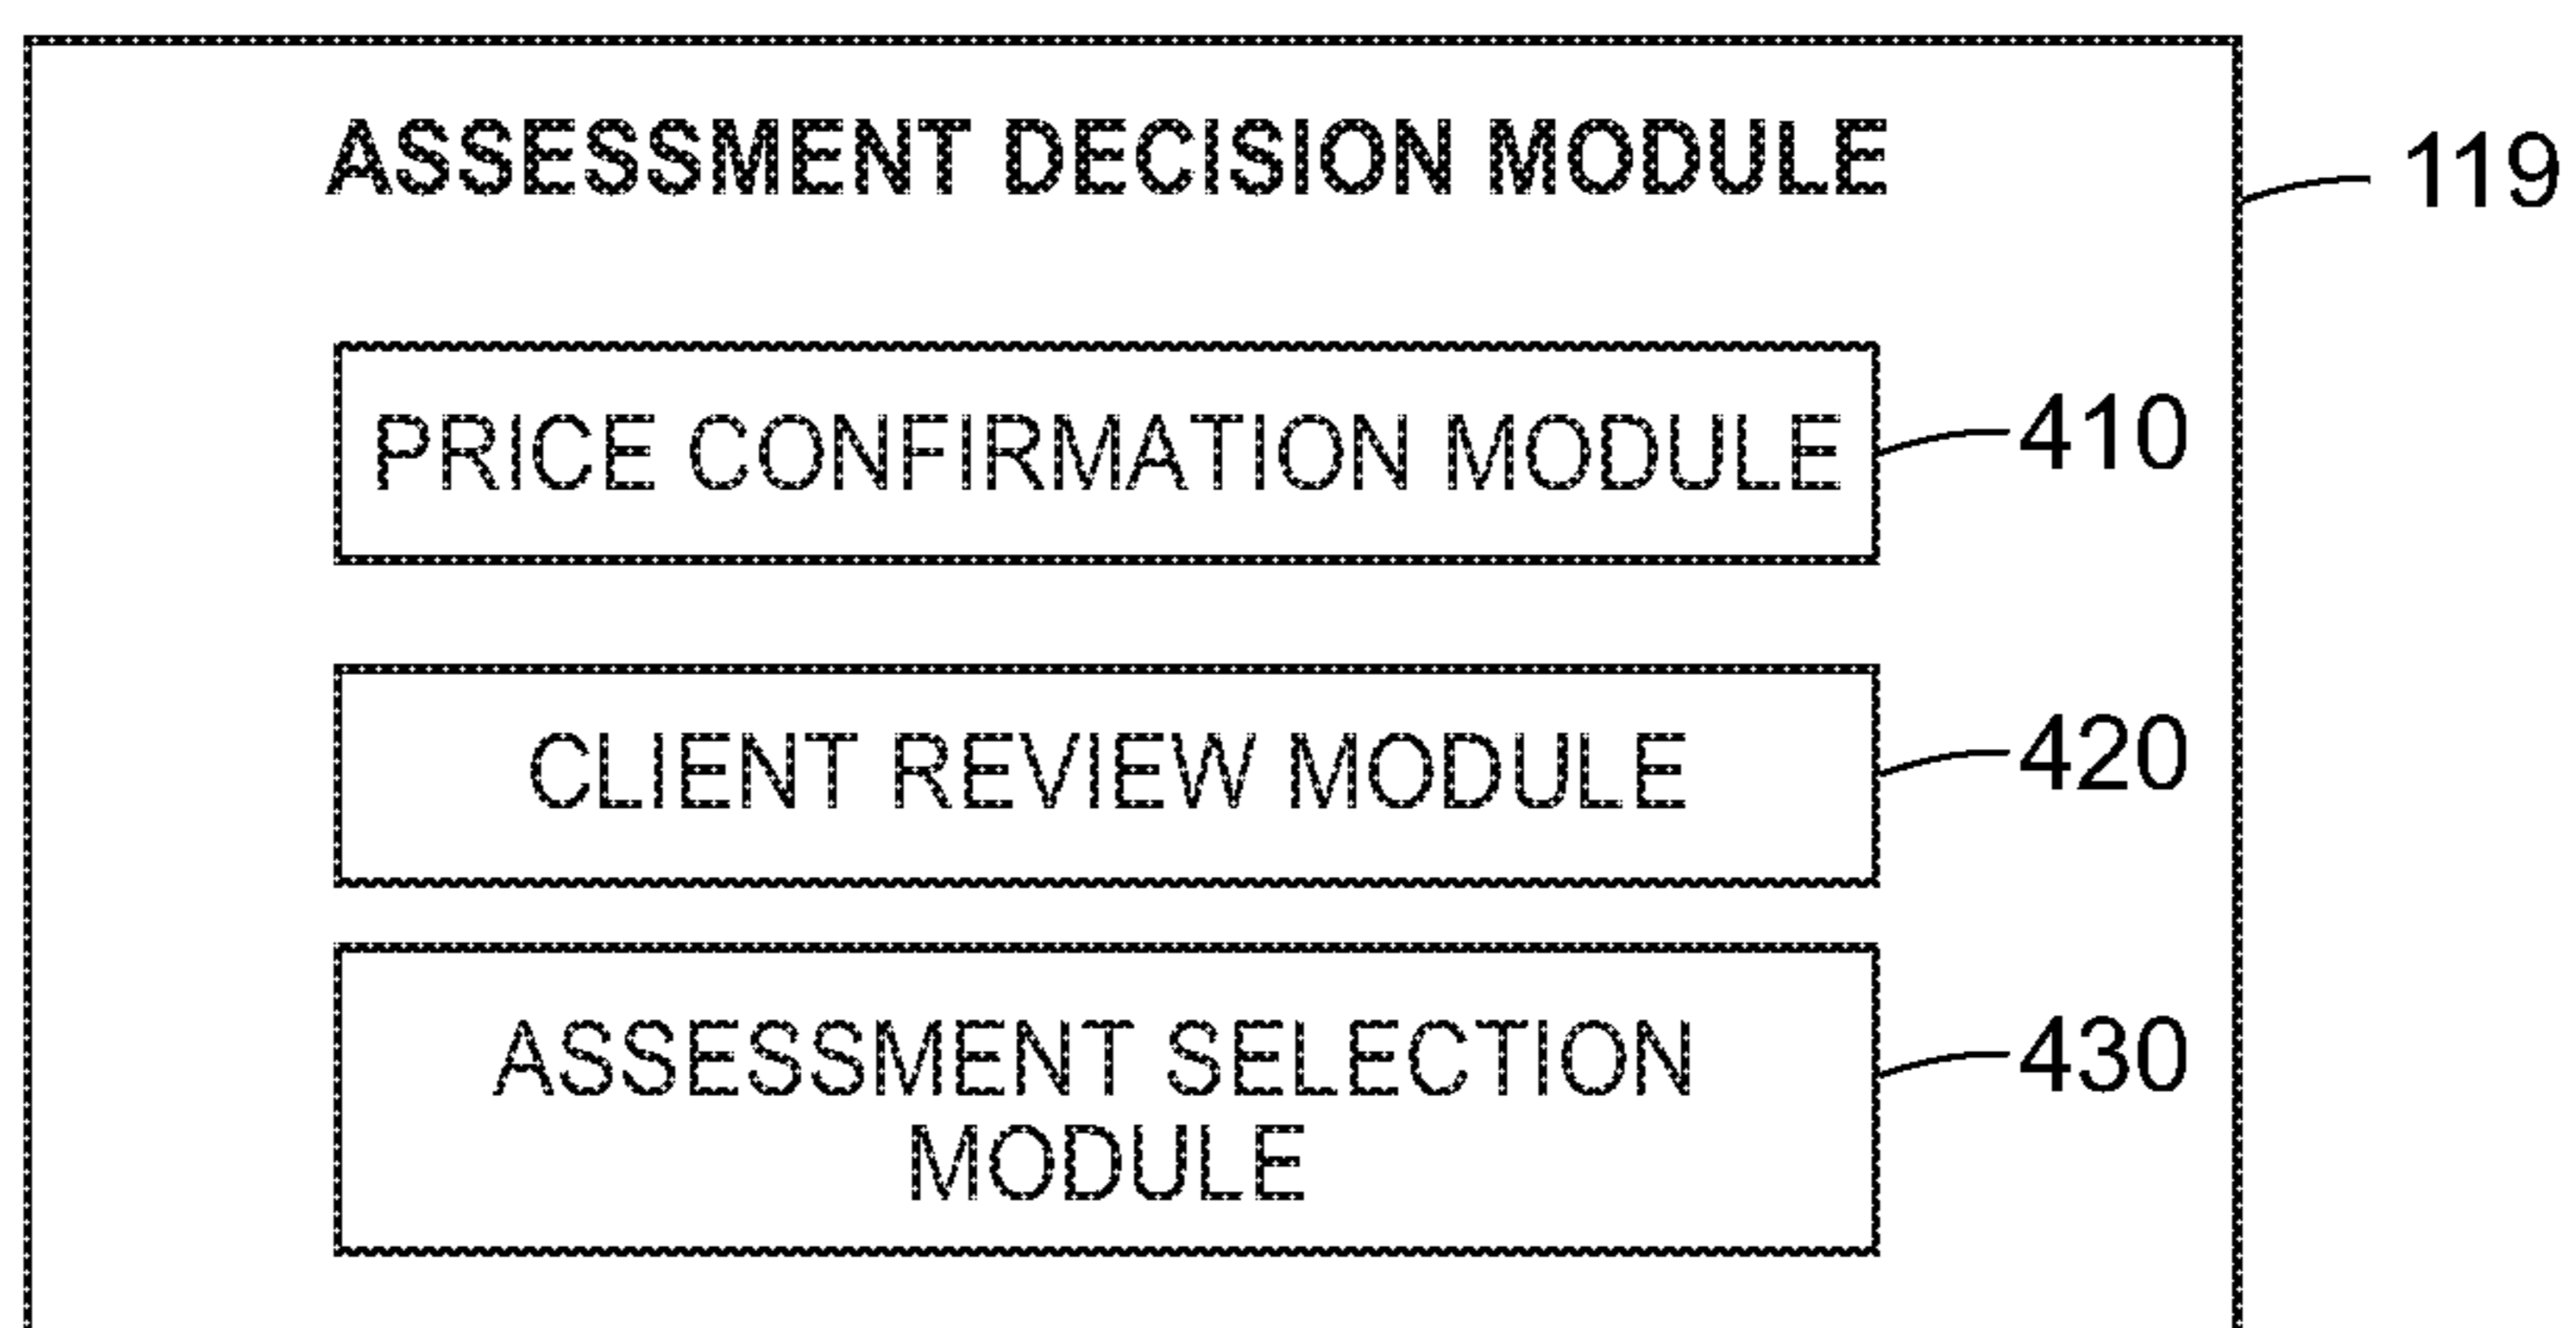 ASSESSMENT DECISION MODULE
119
PRICE CONFIRMATION MODULE
410
CLIENT REVIEW MODULE
420
ASSESSMENT SELECTION
MODULE
430